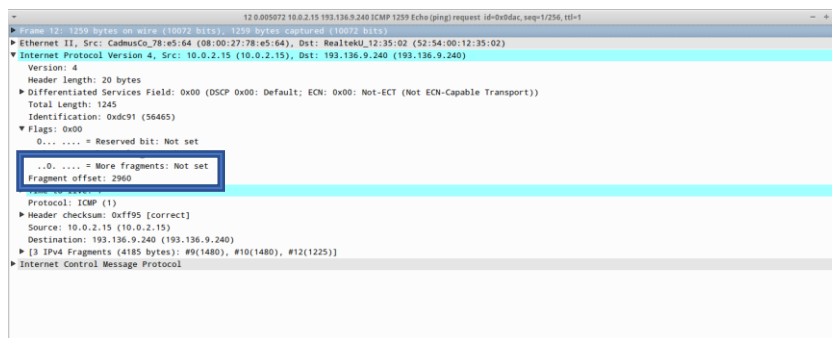 12 0.005072 10.0.2.15 193.136.9.240 ICMP 1259 Echo (ping) request id=0x0dac, seq=1/256, ttl=1
Frame 12: 1259 bytes on wire (10072 bits), 1259 bytes captured (10072 bits)
Ethernet II, Src: CadmusCo_78:e5:64 (08:00:27:78:e5:64), Dst: RealtekU_12:35:02 (52:54:00:12:35:02)
Internet Protocol Version 4, Src: 10.0.2.15 (10.0.2.15), Dst: 193.136.9.240 (193.136.9.240)
Version: 4
Header length: 20 bytes
Differentiated Services Field: 0x00 (DSCP 0x00: Default; ECN: 0x00: Not-ECT (Not ECN-Capable Transport))
Total Length: 1245
Identification: 0xdc91 (56465)
Flags: 0x00
0... .... = Reserved bit: Not set
..0. .... = More fragments: Not set
Fragment offset: 2960
Protocol: ICMP (1)
Header checksum: 0xff95 [correct]
Source: 10.0.2.15 (10.0.2.15)
Destination: 193.136.9.240 (193.136.9.240)
[3 IPv4 Fragments (4185 bytes): #9(1480), #10(1480), #12(1225)]
Internet Control Message Protocol